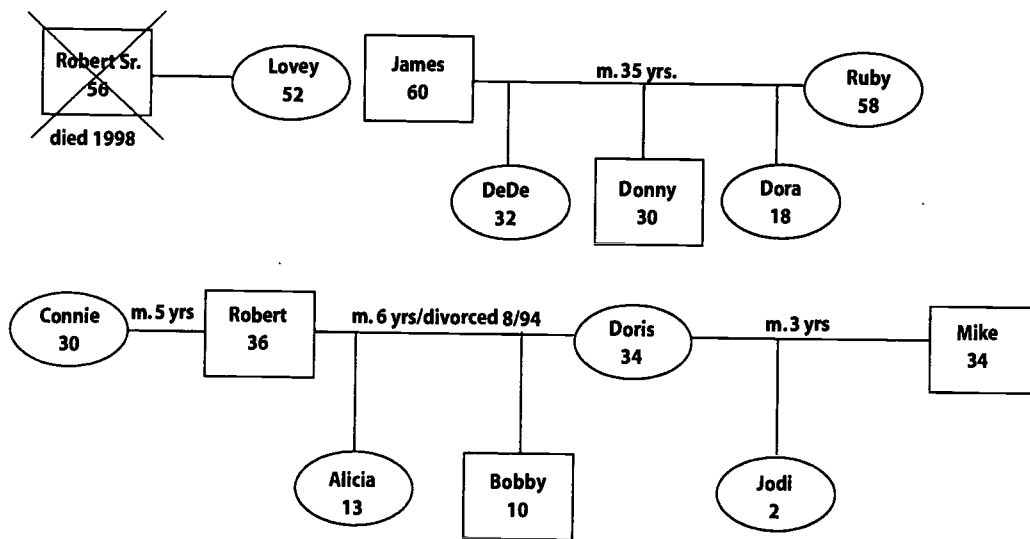 Robert Sr.
56
died 1998
Lovey
52
James
60
m. 35 yrs.
Ruby
58
DeDe
32
Donny
30
Dora
18
Connie
30
m. 5 yrs
Robert
36
m. 6 yrs/divorced 8/94
Doris
34
m. 3 yrs
Mike
34
Alicia
13
Bobby
10
Jodi
2